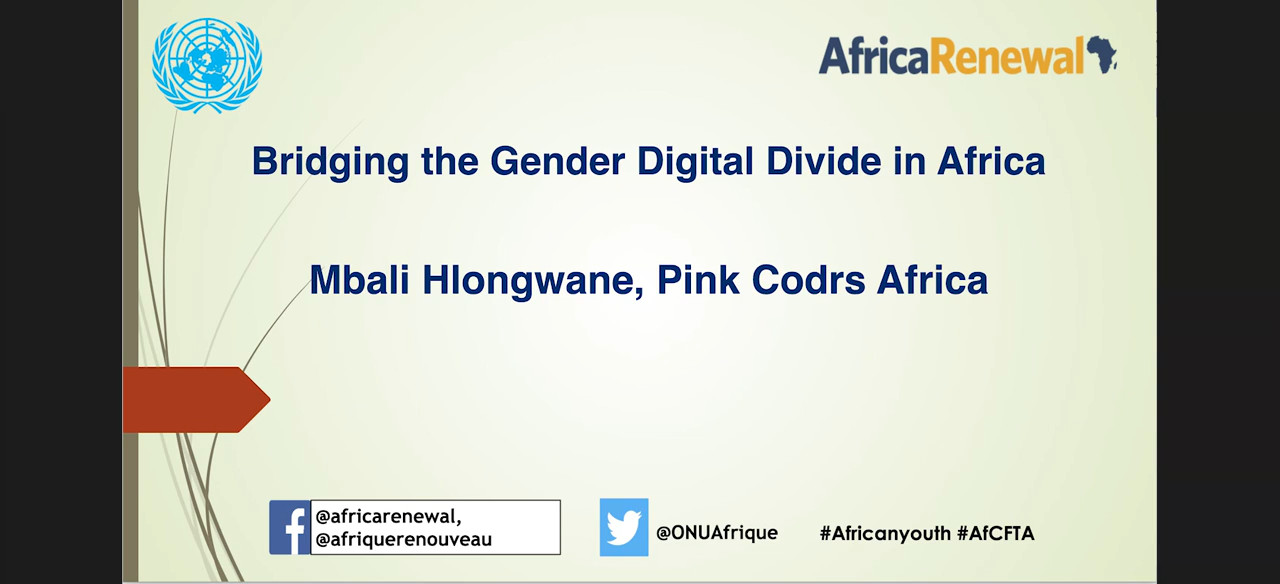 AfricaRenewal
Bridging the Gender Digital Divide in Africa
Mbali Hlongwane, Pink Codrs Africa
@africarenewal,
@afriquerenouveau
@ONUAfrique
#Africanyouth #AfCFTA